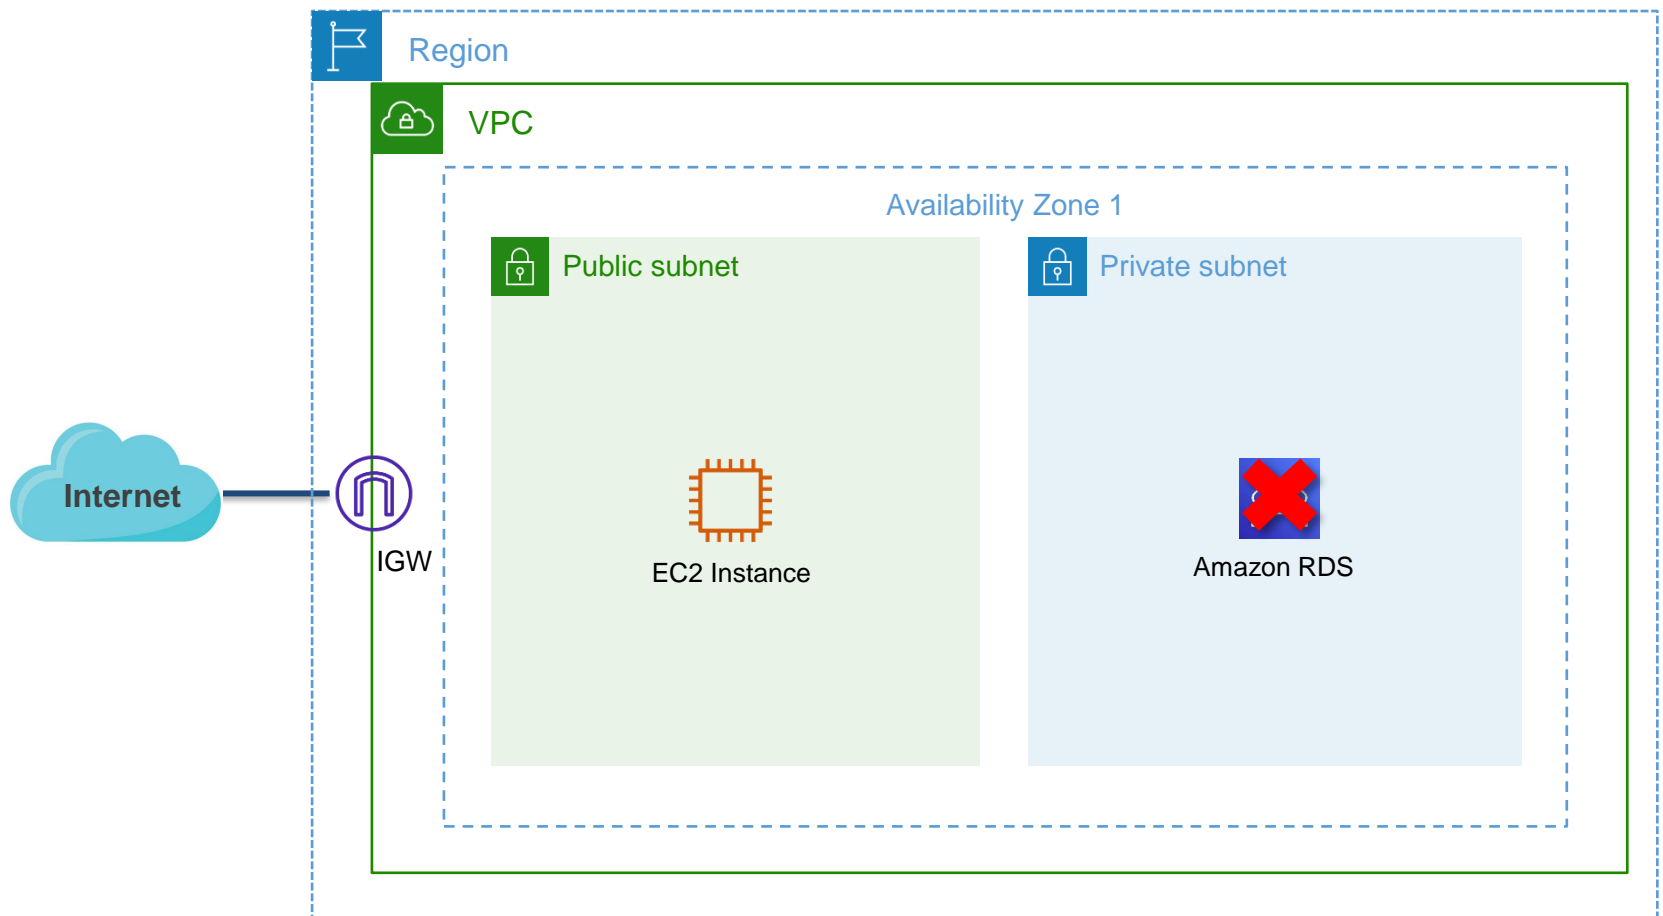 Region
VPC
Availability Zone 1
Public subnet
Private subnet
Internet
IGW
EC2 Instance
Amazon RDS